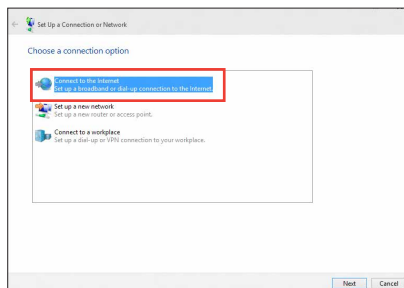 Set Up a Connection or Network
Choose a connection option
Connect to the Internet
Set up a broadband or dial-up connection to the Internet.
Set up a new network
Set up a new router or access point.
Connect to a workplace
Set up a dial-up or VPN connection to your workplace.
Next Cancel